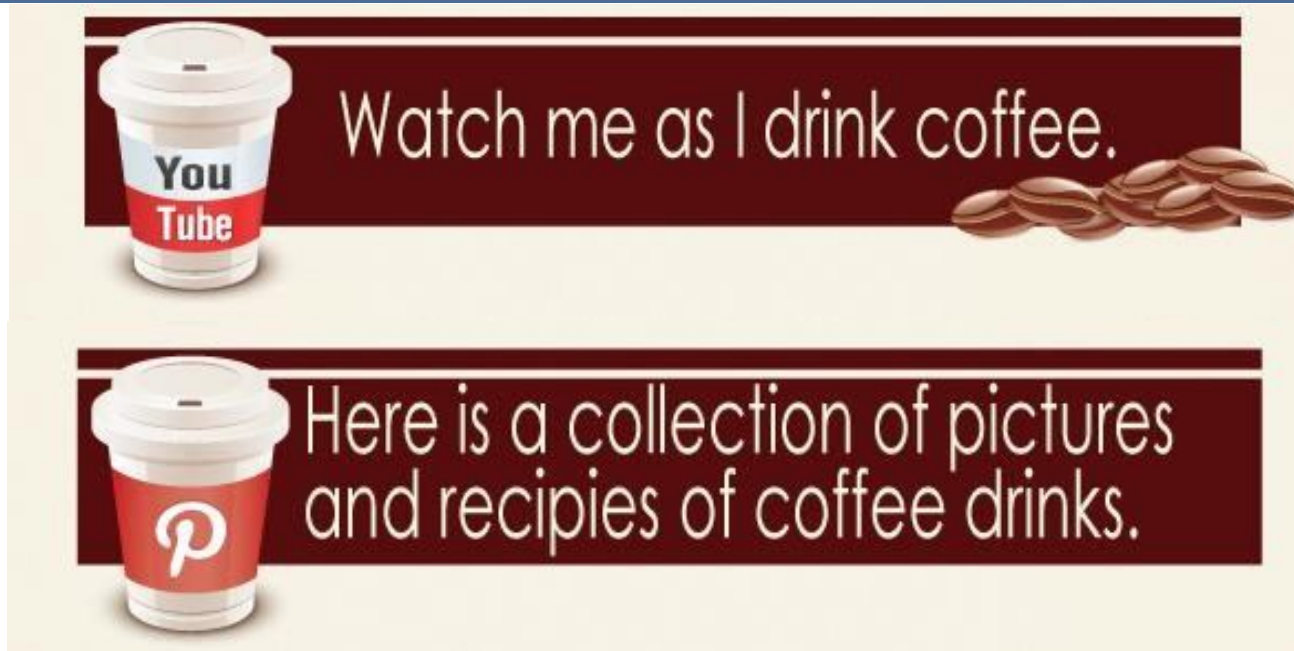 You
Tube
Watch me as I drink coffee.
Here is a collection of pictures
and recipies of coffee drinks.